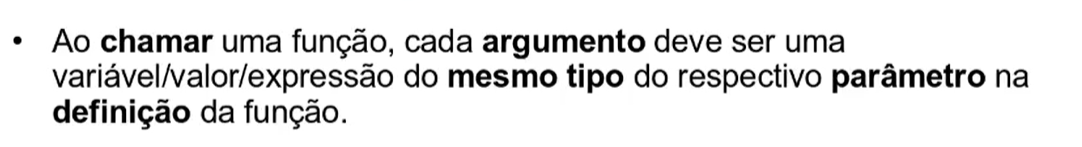 • Ao chamar uma função, cada argumento deve ser uma
variável/valor/expressão do mesmo tipo do respectivo parâmetro na
definição da função.